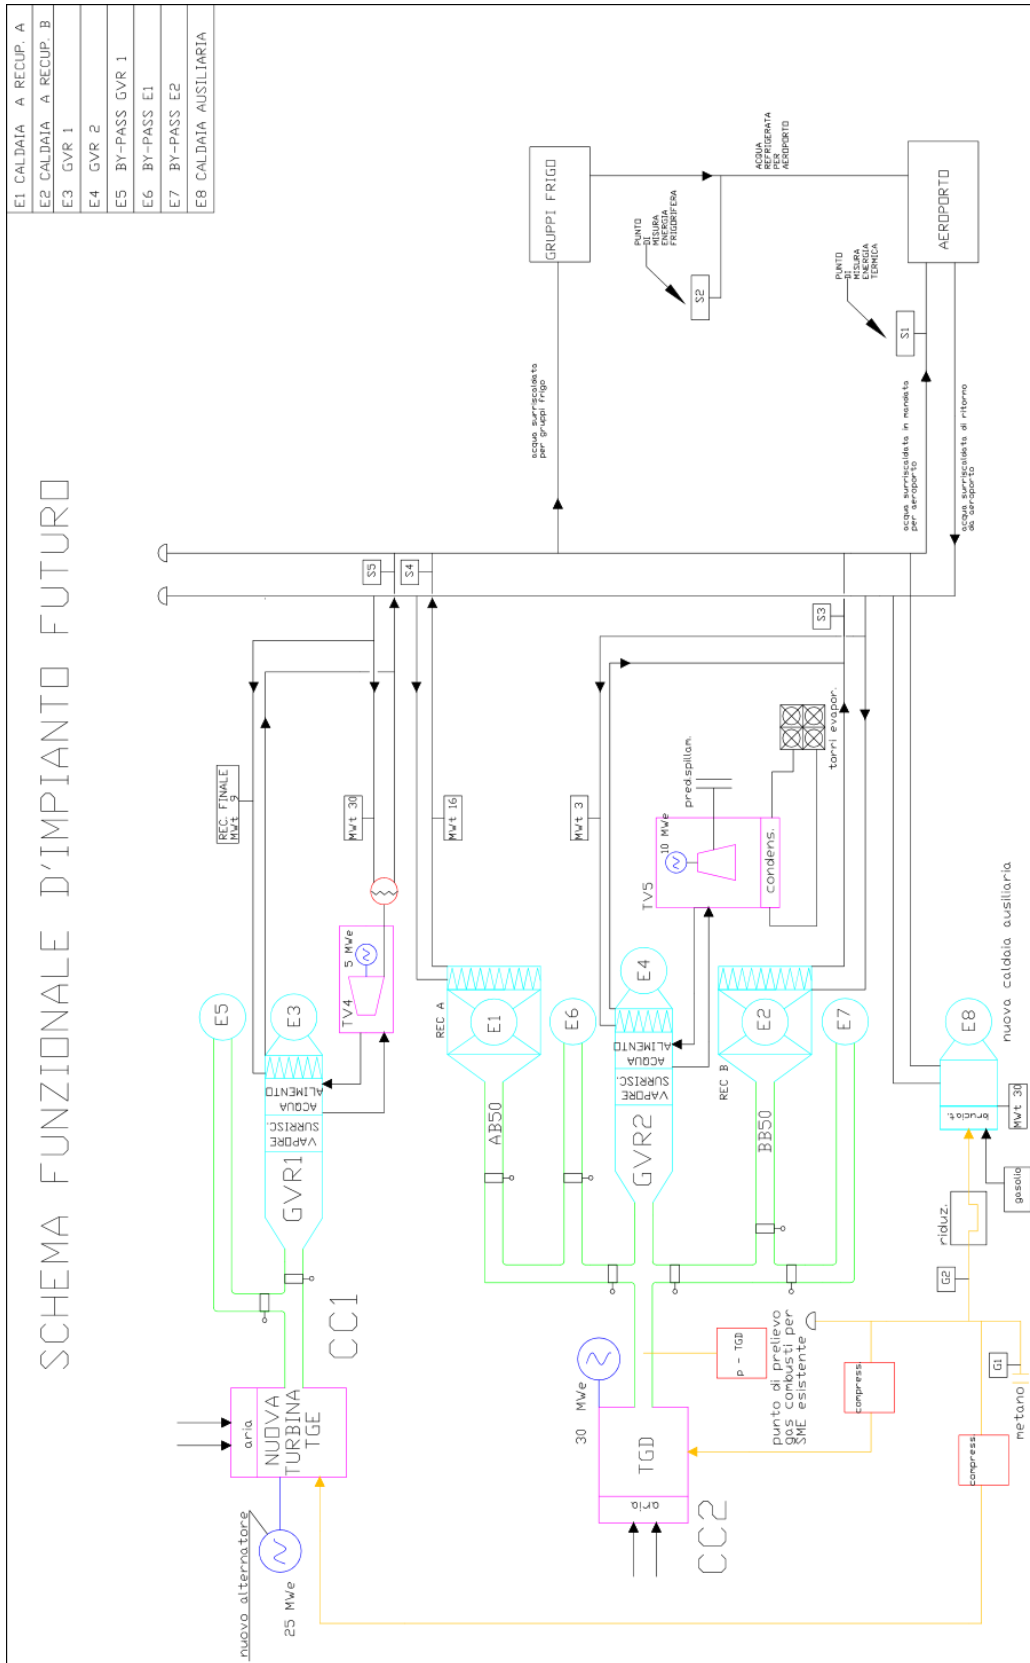 SCHEMA FUNZIONALE D'IMPIANTO FUTURO
E1 CALDAIA A RECUP. A
E2 CALDAIA A RECUP. B
E3 GVR 1
E4 GVR 2
E5 BY-PASS GVR 1
E6 BY-PASS E1
E7 BY-PASS E2
E8 CALDAIA AUSILIARIA
nuovo alternatore
25 MWe
aria
NUOVA
TURBINA
TGE
CC1
E5
GVR1
VAPORE
SURRISC.
ACQUA
ALIMENTO
E3
REC. FINALE
MWt 9
TV4
5 MWe
MWt 30
S5
S4
MWt 16
REC A
E1
AB50
E6
GVR2
VAPORE
SURRISC.
ACQUA
ALIMENTO
E4
MWt 3
TV5
10 MWe
predispillam.
condens.
torri evapor.
S3
REC B
E2
BB50
E7
CC2
aria
TGD
30 MWe
p - TGD
punto di prelievo
gas combusti per
SME esistente
compress.
compress.
metano
G1
G2
riduz.
gasolio
bruciat.
E8
MWt 30
nuova caldaia ausiliaria
acqua surriscaldata
per gruppi frigo
GRUPPI FRIGO
PUNTO
DI
MISURA
ENERGIA
FRIGORIFERA
S2
ACQUA
REFRIGERATA
PER
AEROPORTO
PUNTO
DI
MISURA
ENERGIA
TERMICA
S1
AEROPORTO
acqua surriscaldata in mandata
per aeroporto
acqua surriscaldata di ritorno
da aeroporto